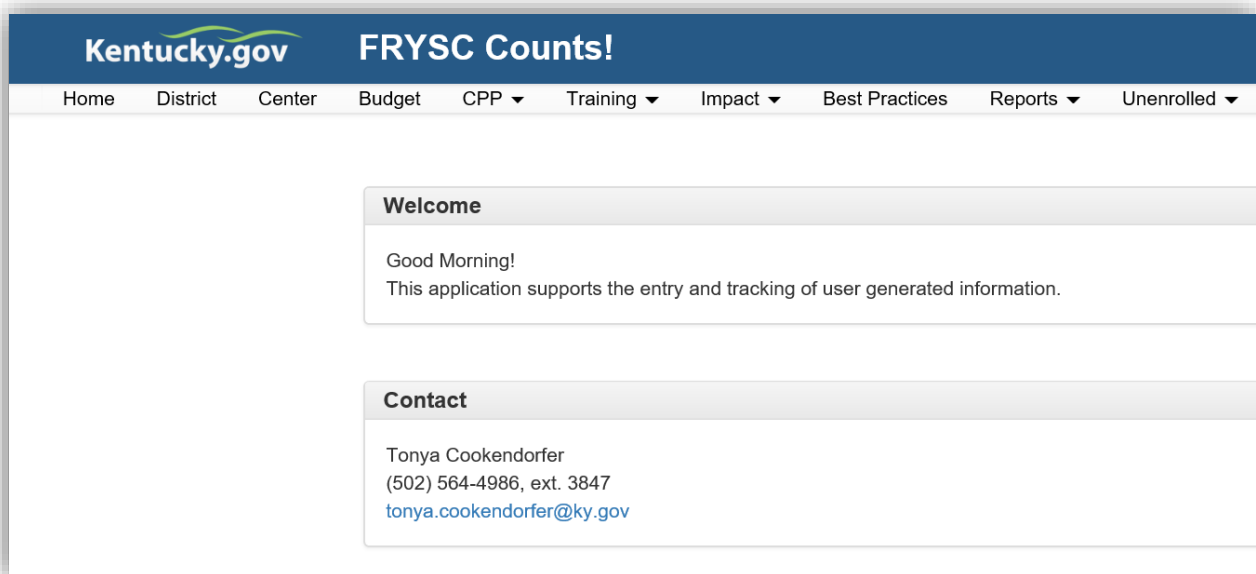 Kentucky.gov FRYSC Counts!
Home District Center Budget CPP Training Impact Best Practices Reports Unenrolled
Welcome
Good Morning!
This application supports the entry and tracking of user generated information.
Contact
Tonya Cookendorfer
(502) 564-4986, ext. 3847
tonya.cookendorfer@ky.gov